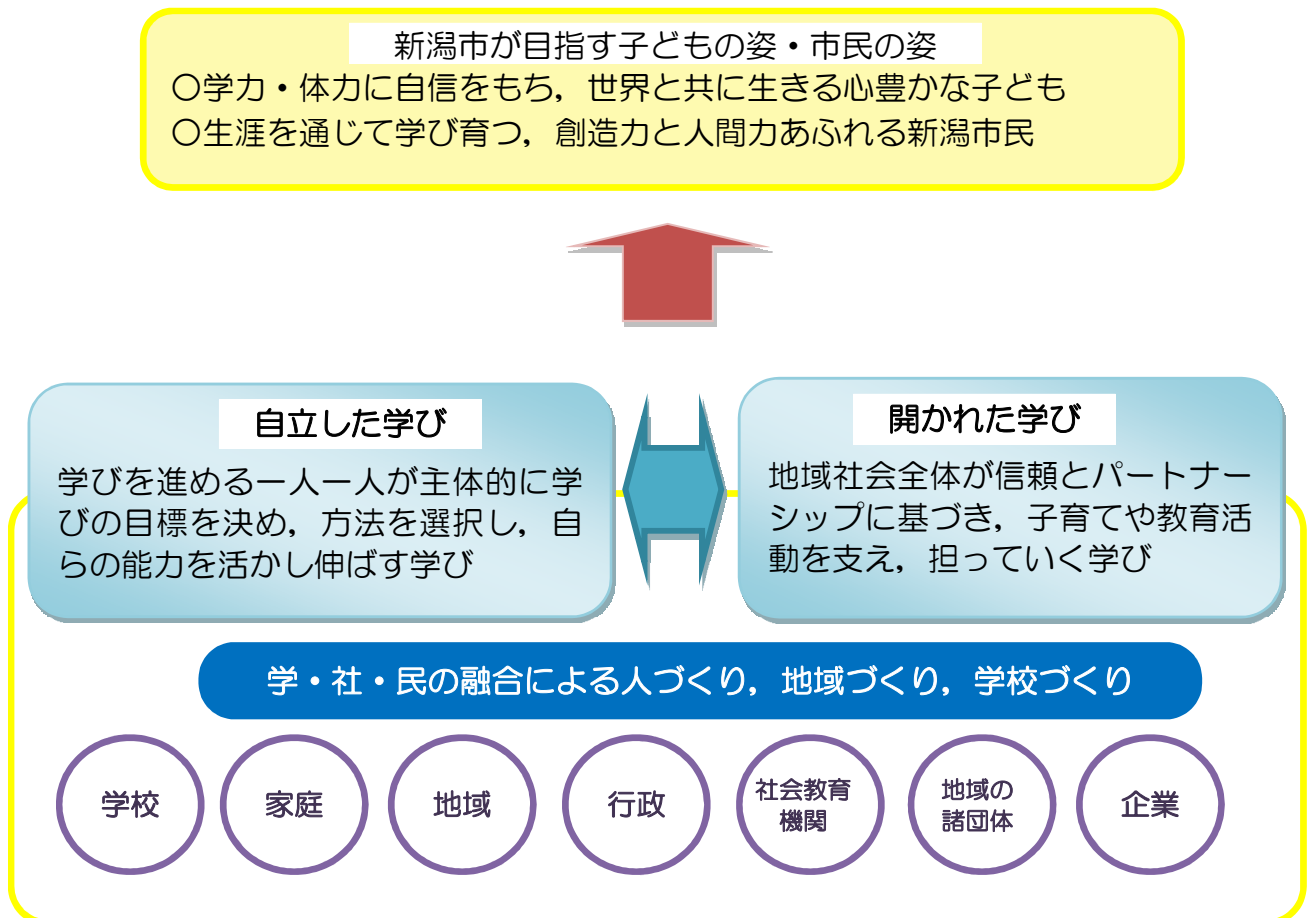 新潟市が目指す子どもの姿・市民の姿
○学力・体力に自信をもち，世界と共に生きる心豊かな子ども
○生涯を通じて学び育つ，創造力と人間力あふれる新潟市民
自立した学び
学びを進める一人一人が主体的に学
びの目標を決め，方法を選択し，自
らの能力を活かし伸ばす学び
開かれた学び
地域社会全体が信頼とパートナー
シップに基づき，子育てや教育活
動を支え，担っていく学び
学・社・民の融合による人づくり，地域づくり，学校づくり
学校
家庭
地域
行政
社会教育
機関
地域の
諸団体
企業